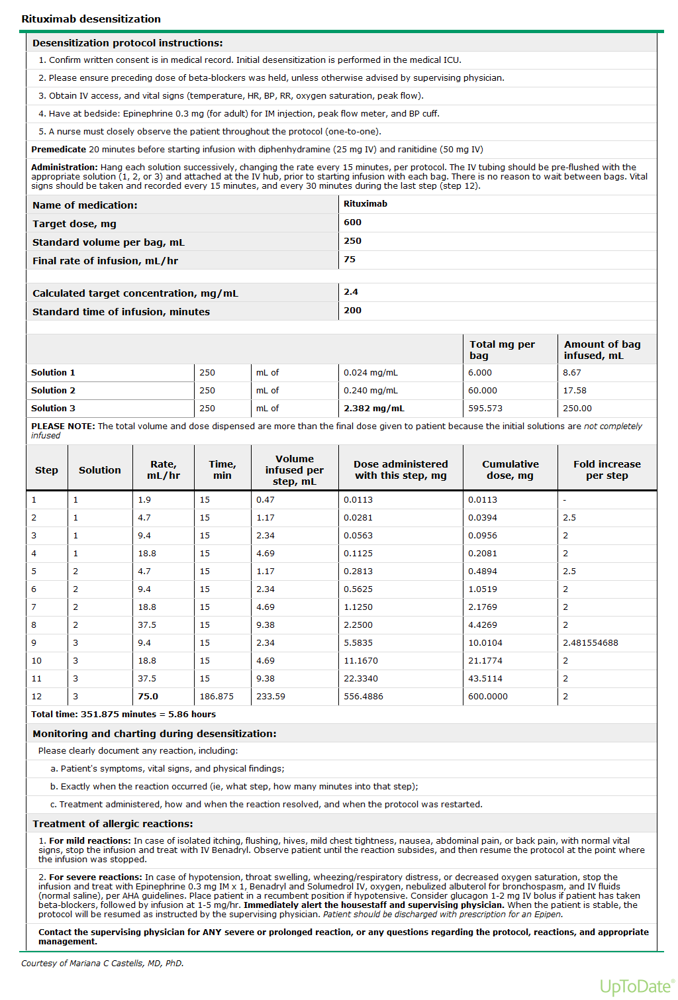 Rituximab desensitization
Desensitization protocol instructions:
1. Confirm written consent is in medical record. Initial desensitization is performed in the medical ICU.
2. Please ensure preceding dose of beta-blockers was held, unless otherwise advised by supervising physician.
3. Obtain IV access, and vital signs (temperature, HR, BP, RR, oxygen saturation, peak flow).
4. Have at bedside: Epinephrine 0.3 mg (for adult) for IM injection, peak flow meter, and BP cuff.
5. A nurse must closely observe the patient throughout the protocol (one-to-one).
Premedicate 20 minutes before starting infusion with diphenhydramine (25 mg IV) and ranitidine (50 mg IV)
Administration: Hang each solution successively, changing the rate every 15 minutes, per protocol. The IV tubing should be pre-flushed with the
appropriate solution (1, 2, or 3) and attached at the IV hub, prior to starting infusion with each bag. There is no reason to wait between bags. Vital
signs should be taken and recorded every 15 minutes, and every 30 minutes during the last step (step 12).
Name of medication: Rituximab
Target dose, mg 600
Standard volume per bag, mL 250
Final rate of infusion, mL/hr 75
Calculated target concentration, mg/mL 2.4
Standard time of infusion, minutes 200
Total mg per bag Amount of bag infused, mL
Solution 1 250 mL of 0.024 mg/mL 6.000 8.67
Solution 2 250 mL of 0.240 mg/mL 60.000 17.58
Solution 3 250 mL of 2.382 mg/mL 595.573 250.00
PLEASE NOTE: The total volume and dose dispensed are more than the final dose given to patient because the initial solutions are not completely
infused
Step Solution Rate, mL/hr Time, min Volume infused per step, mL Dose administered with this step, mg Cumulative dose, mg Fold increase per step
1 1 1.9 15 0.47 0.0113 0.0113 -
2 1 4.7 15 1.17 0.0281 0.0394 2.5
3 1 9.4 15 2.34 0.0563 0.0956 2
4 1 18.8 15 4.69 0.1125 0.2081 2
5 2 4.7 15 1.17 0.2813 0.4894 2.5
6 2 9.4 15 2.34 0.5625 1.0519 2
7 2 18.8 15 4.69 1.1250 2.1769 2
8 2 37.5 15 9.38 2.2500 4.4269 2
9 3 9.4 15 2.34 5.5835 10.0104 2.481554688
10 3 18.8 15 4.69 11.1670 21.1774 2
11 3 37.5 15 9.38 22.3340 43.5114 2
12 3 75.0 186.875 233.59 556.4886 600.0000 2
Total time: 351.875 minutes = 5.86 hours
Monitoring and charting during desensitization:
Please clearly document any reaction, including:
a. Patient's symptoms, vital signs, and physical findings;
b. Exactly when the reaction occurred (ie, what step, how many minutes into that step);
c. Treatment administered, how and when the reaction resolved, and when the protocol was restarted.
Treatment of allergic reactions:
1. For mild reactions: In case of isolated itching, flushing, hives, mild chest tightness, nausea, abdominal pain, or back pain, with normal vital
signs, stop the infusion and treat with IV Benadryl. Observe patient until the reaction subsides, and then resume the protocol at the point where
the infusion was stopped.
2. For severe reactions: In case of hypotension, throat swelling, wheezing/respiratory distress, or decreased oxygen saturation, stop the
infusion and treat with Epinephrine 0.3 mg IM x 1, Benadryl and Solumedrol IV, oxygen, nebulized albuterol for bronchospasm, and IV fluids
(normal saline), per AHA guidelines. Place patient in a recumbent position if hypotensive. Consider glucagon 1-2 mg IV bolus if patient has taken
beta-blockers, followed by infusion at 1-5 mg/hr. Immediately alert the housestaff and supervising physician. When the patient is stable, the
protocol will be resumed as instructed by the supervising physician. Patient should be discharged with prescription for an Epipen.
Contact the supervising physician for ANY severe or prolonged reaction, or any questions regarding the protocol, reactions, and appropriate
management.
Courtesy of Mariana C Castells, MD, PhD.
UpToDate®